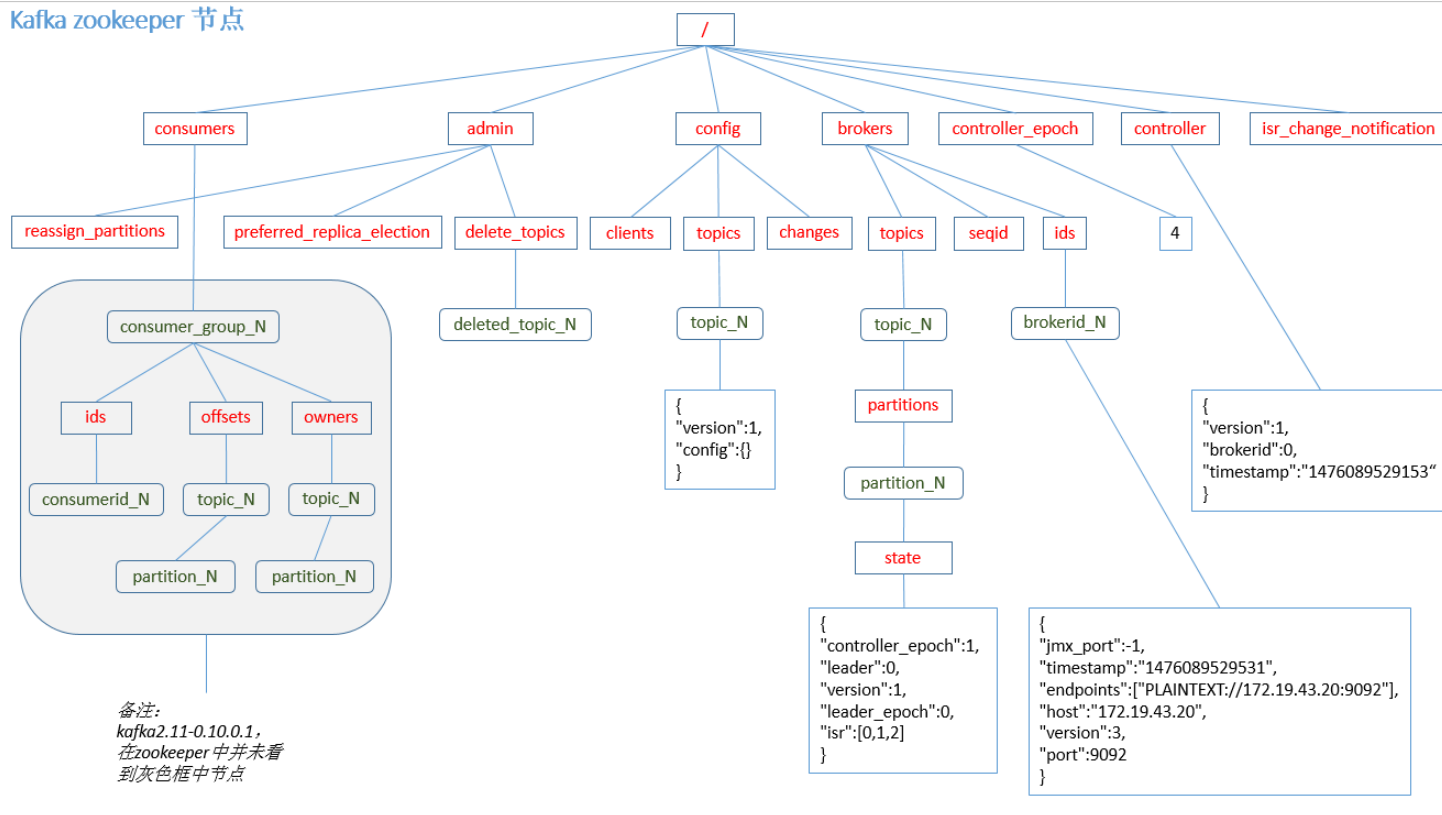 Kafka zookeeper 节点
/
consumers
admin
config
brokers
controller_epoch
controller
isr_change_notification
reassign_partitions
preferred_replica_election
delete_topics
clients
topics
changes
topics
seqid
ids
4
consumer_group_N
deleted_topic_N
topic_N
topic_N
brokerid_N
ids
offsets
owners
consumerid_N
topic_N
topic_N
partition_N
partition_N
{
"version":1,
"config":{}
}
partitions
partition_N
state
{
"version":1,
"brokerid":0,
"timestamp":"1476089529153“
}
{
"controller_epoch":1,
"leader":0,
"version":1,
"leader_epoch":0,
"isr":[0,1,2]
}
{
"jmx_port":-1,
"timestamp":"1476089529531",
"endpoints":["PLAINTEXT://172.19.43.20:9092"],
"host":"172.19.43.20",
"version":3,
"port":9092
}
备注：
kafka2.11-0.10.0.1，
在zookeeper中并未看
到灰色框中节点